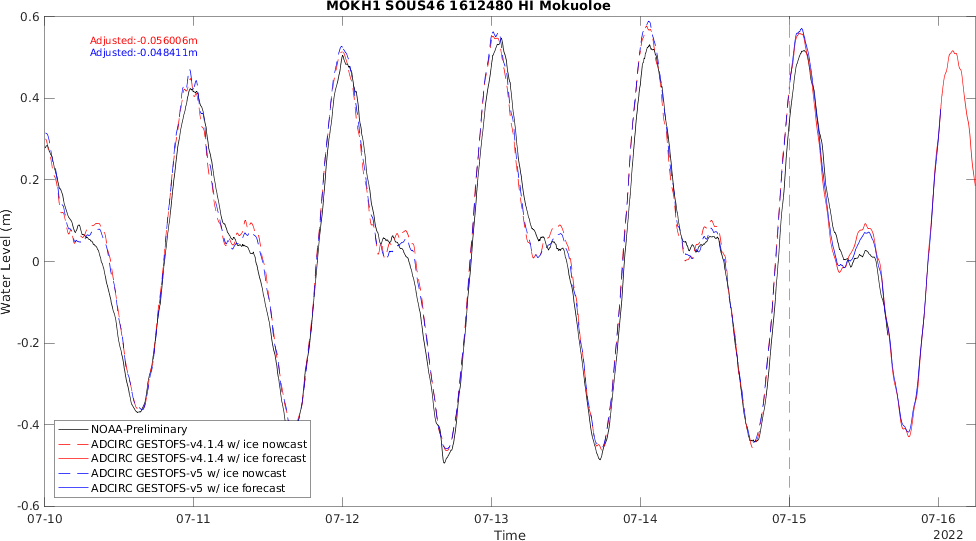 MOKH1 SOUS46 1612480 HI Mokuoloe
Adjusted:-0.056006m
Adjusted:-0.048411m
0.6
0.4
0.2
0
-0.2
-0.4
-0.6
Water Level (m)
NOAA-Preliminary
ADCIRC GESTOFS-v4.1.4 w/ ice nowcast
ADCIRC GESTOFS-v4.1.4 w/ ice forecast
ADCIRC GESTOFS-v5 w/ ice nowcast
ADCIRC GESTOFS-v5 w/ ice forecast
07-10 07-11 07-12 07-13 07-14 07-15 07-16
Time
2022